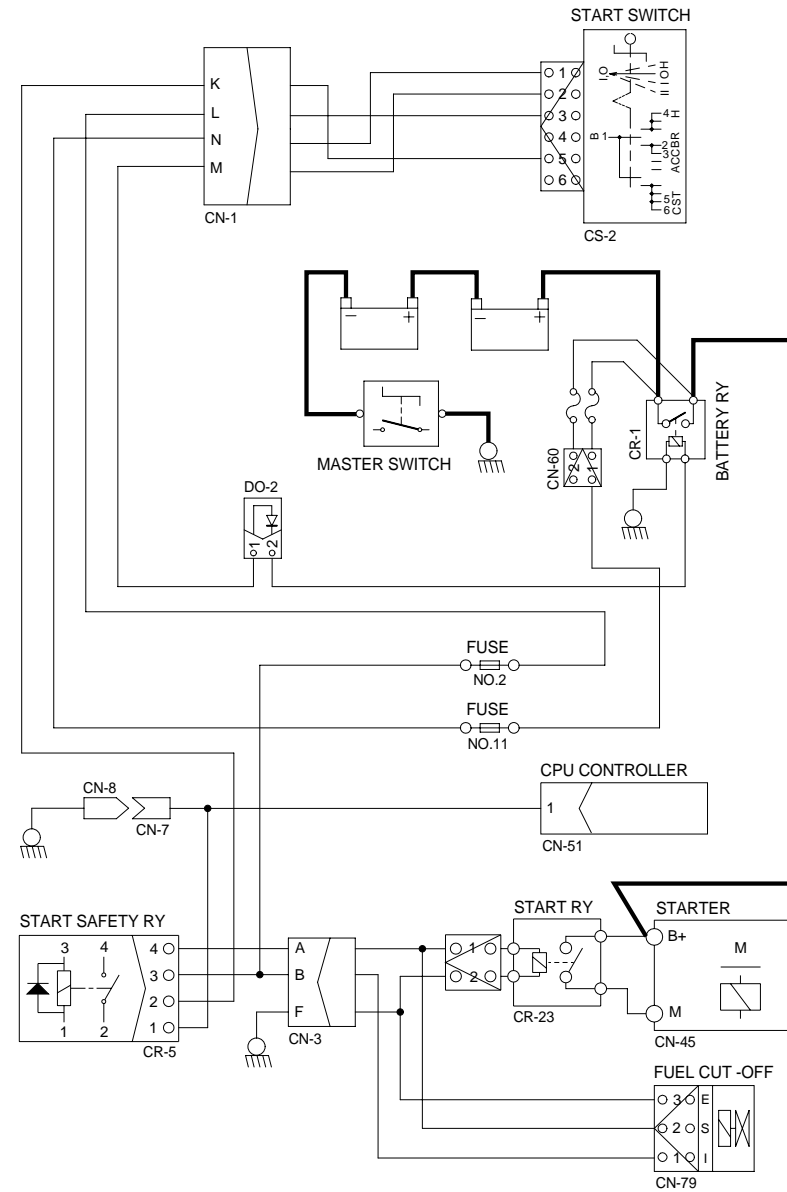 START SWITCH
K
L
N
M
CN-1
1
2
3
4
5
6
I O
H
O
I
II
B 1
4 H
2 BR
3 ACC
5 ST
6 C
CS-2
− +
− +
MASTER SWITCH
CN-60
2 1
CR-1
BATTERY RY
DO-2
1 2
FUSE
NO.2
FUSE
NO.11
CN-8
CN-7
CPU CONTROLLER
1
CN-51
START SAFETY RY
3 4
1 2
4
3
2
1
CR-5
A
B
F
CN-3
1
2
START RY
CR-23
STARTER
B+
M
M
CN-45
FUEL CUT -OFF
3 E
2 S
1 I
CN-79